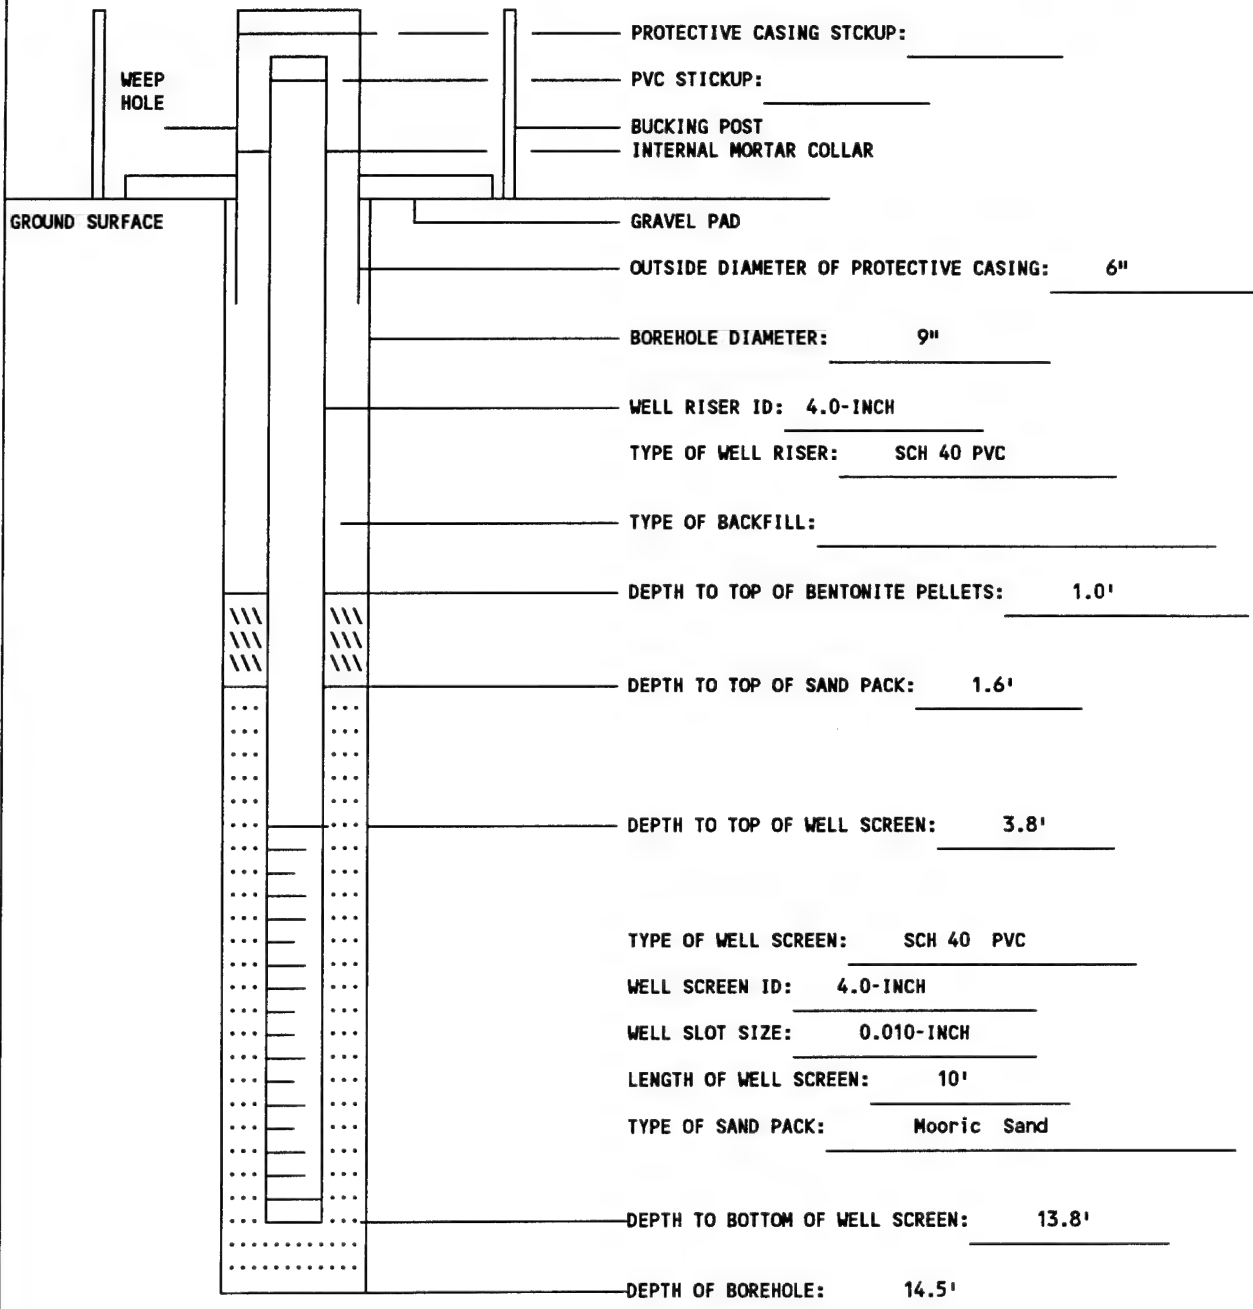 PROTECTIVE CASING STCKUP:
WEEP
HOLE
PVC STICKUP:
BUCKING POST
INTERNAL MORTAR COLLAR
GROUND SURFACE
GRAVEL PAD
OUTSIDE DIAMETER OF PROTECTIVE CASING: 6"
BOREHOLE DIAMETER: 9"
WELL RISER ID: 4.0-INCH
TYPE OF WELL RISER: SCH 40 PVC
TYPE OF BACKFILL:
DEPTH TO TOP OF BENTONITE PELLETS: 1.0'
DEPTH TO TOP OF SAND PACK: 1.6'
DEPTH TO TOP OF WELL SCREEN: 3.8'
TYPE OF WELL SCREEN: SCH 40 PVC
WELL SCREEN ID: 4.0-INCH
WELL SLOT SIZE: 0.010-INCH
LENGTH OF WELL SCREEN: 10'
TYPE OF SAND PACK: Mooric Sand
DEPTH TO BOTTOM OF WELL SCREEN: 13.8'
DEPTH OF BOREHOLE: 14.5'